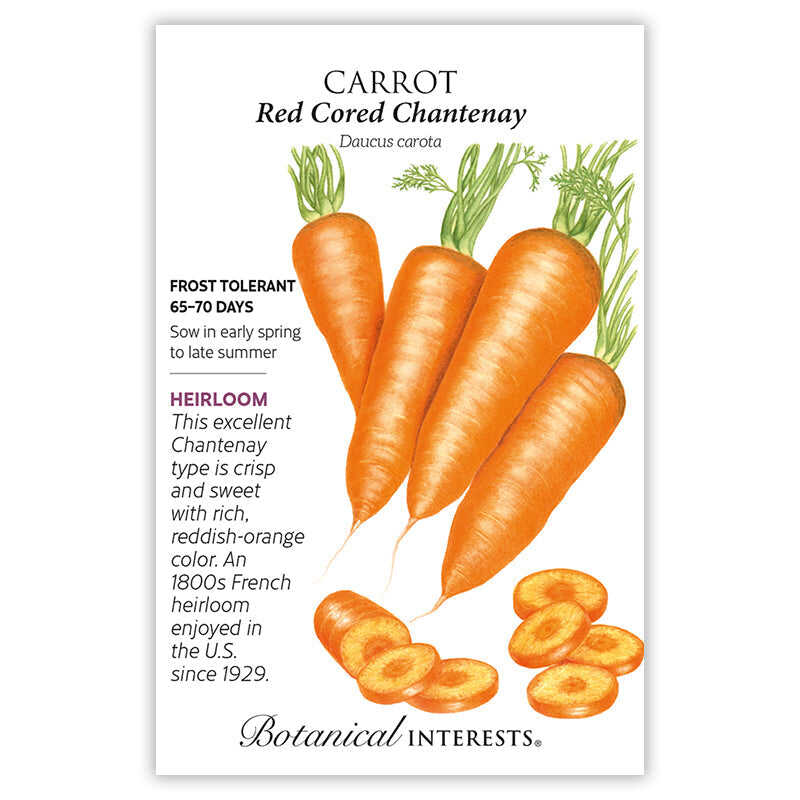 CARROT
Red Cored Chantenay
Daucus carota
FROST TOLERANT
65–70 DAYS
Sow in early spring
to late summer
HEIRLOOM
This excellent
Chantenay
type is crisp
and sweet
with rich,
reddish-orange
color. An
1800s French
heirloom
enjoyed in
the U.S.
since 1929.
Botanical INTERESTS®